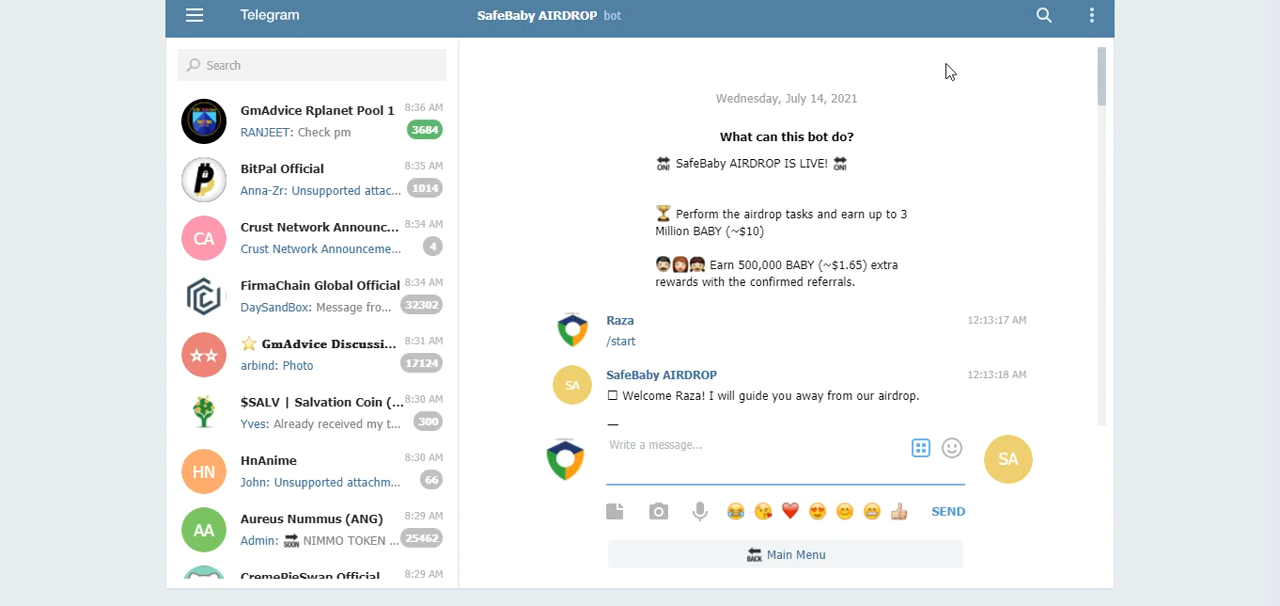 Telegram
SafeBaby AIRDROP bot
Search
GmAdvice Rplanet Pool 1 8:36 AM
RANJEET: Check pm 3684
BitPal Official 8:35 AM
Anna-Zr: Unsupported attac... 1014
CA
Crust Network Announc... 8:34 AM
Crust Network Announceme... 4
FirmaChain Global Official 8:34 AM
DaySandBox: Message fro... 32302
⭐ GmAdvice Discussi... 8:31 AM
arbind: Photo 17124
$SALV | Salvation Coin (... 8:30 AM
Yves: Already received my t... 300
HN
HnAnime 8:30 AM
John: Unsupported attachm... 66
AA
Aureus Nummus (ANG) 8:29 AM
Admin: 🔜 NIMMO TOKEN ... 25462
CremePieSwap Official 8:29 AM
Wednesday, July 14, 2021
What can this bot do?
🔛 SafeBaby AIRDROP IS LIVE! 🔛
🏆 Perform the airdrop tasks and earn up to 3
Million BABY (~$10)
👨👩👧 Earn 500,000 BABY (~$1.65) extra
rewards with the confirmed referrals.
Raza 12:13:17 AM
/start
SA
SafeBaby AIRDROP 12:13:18 AM
Welcome Raza! I will guide you away from our airdrop.
—
Write a message...
SA
SEND
🔙 Main Menu